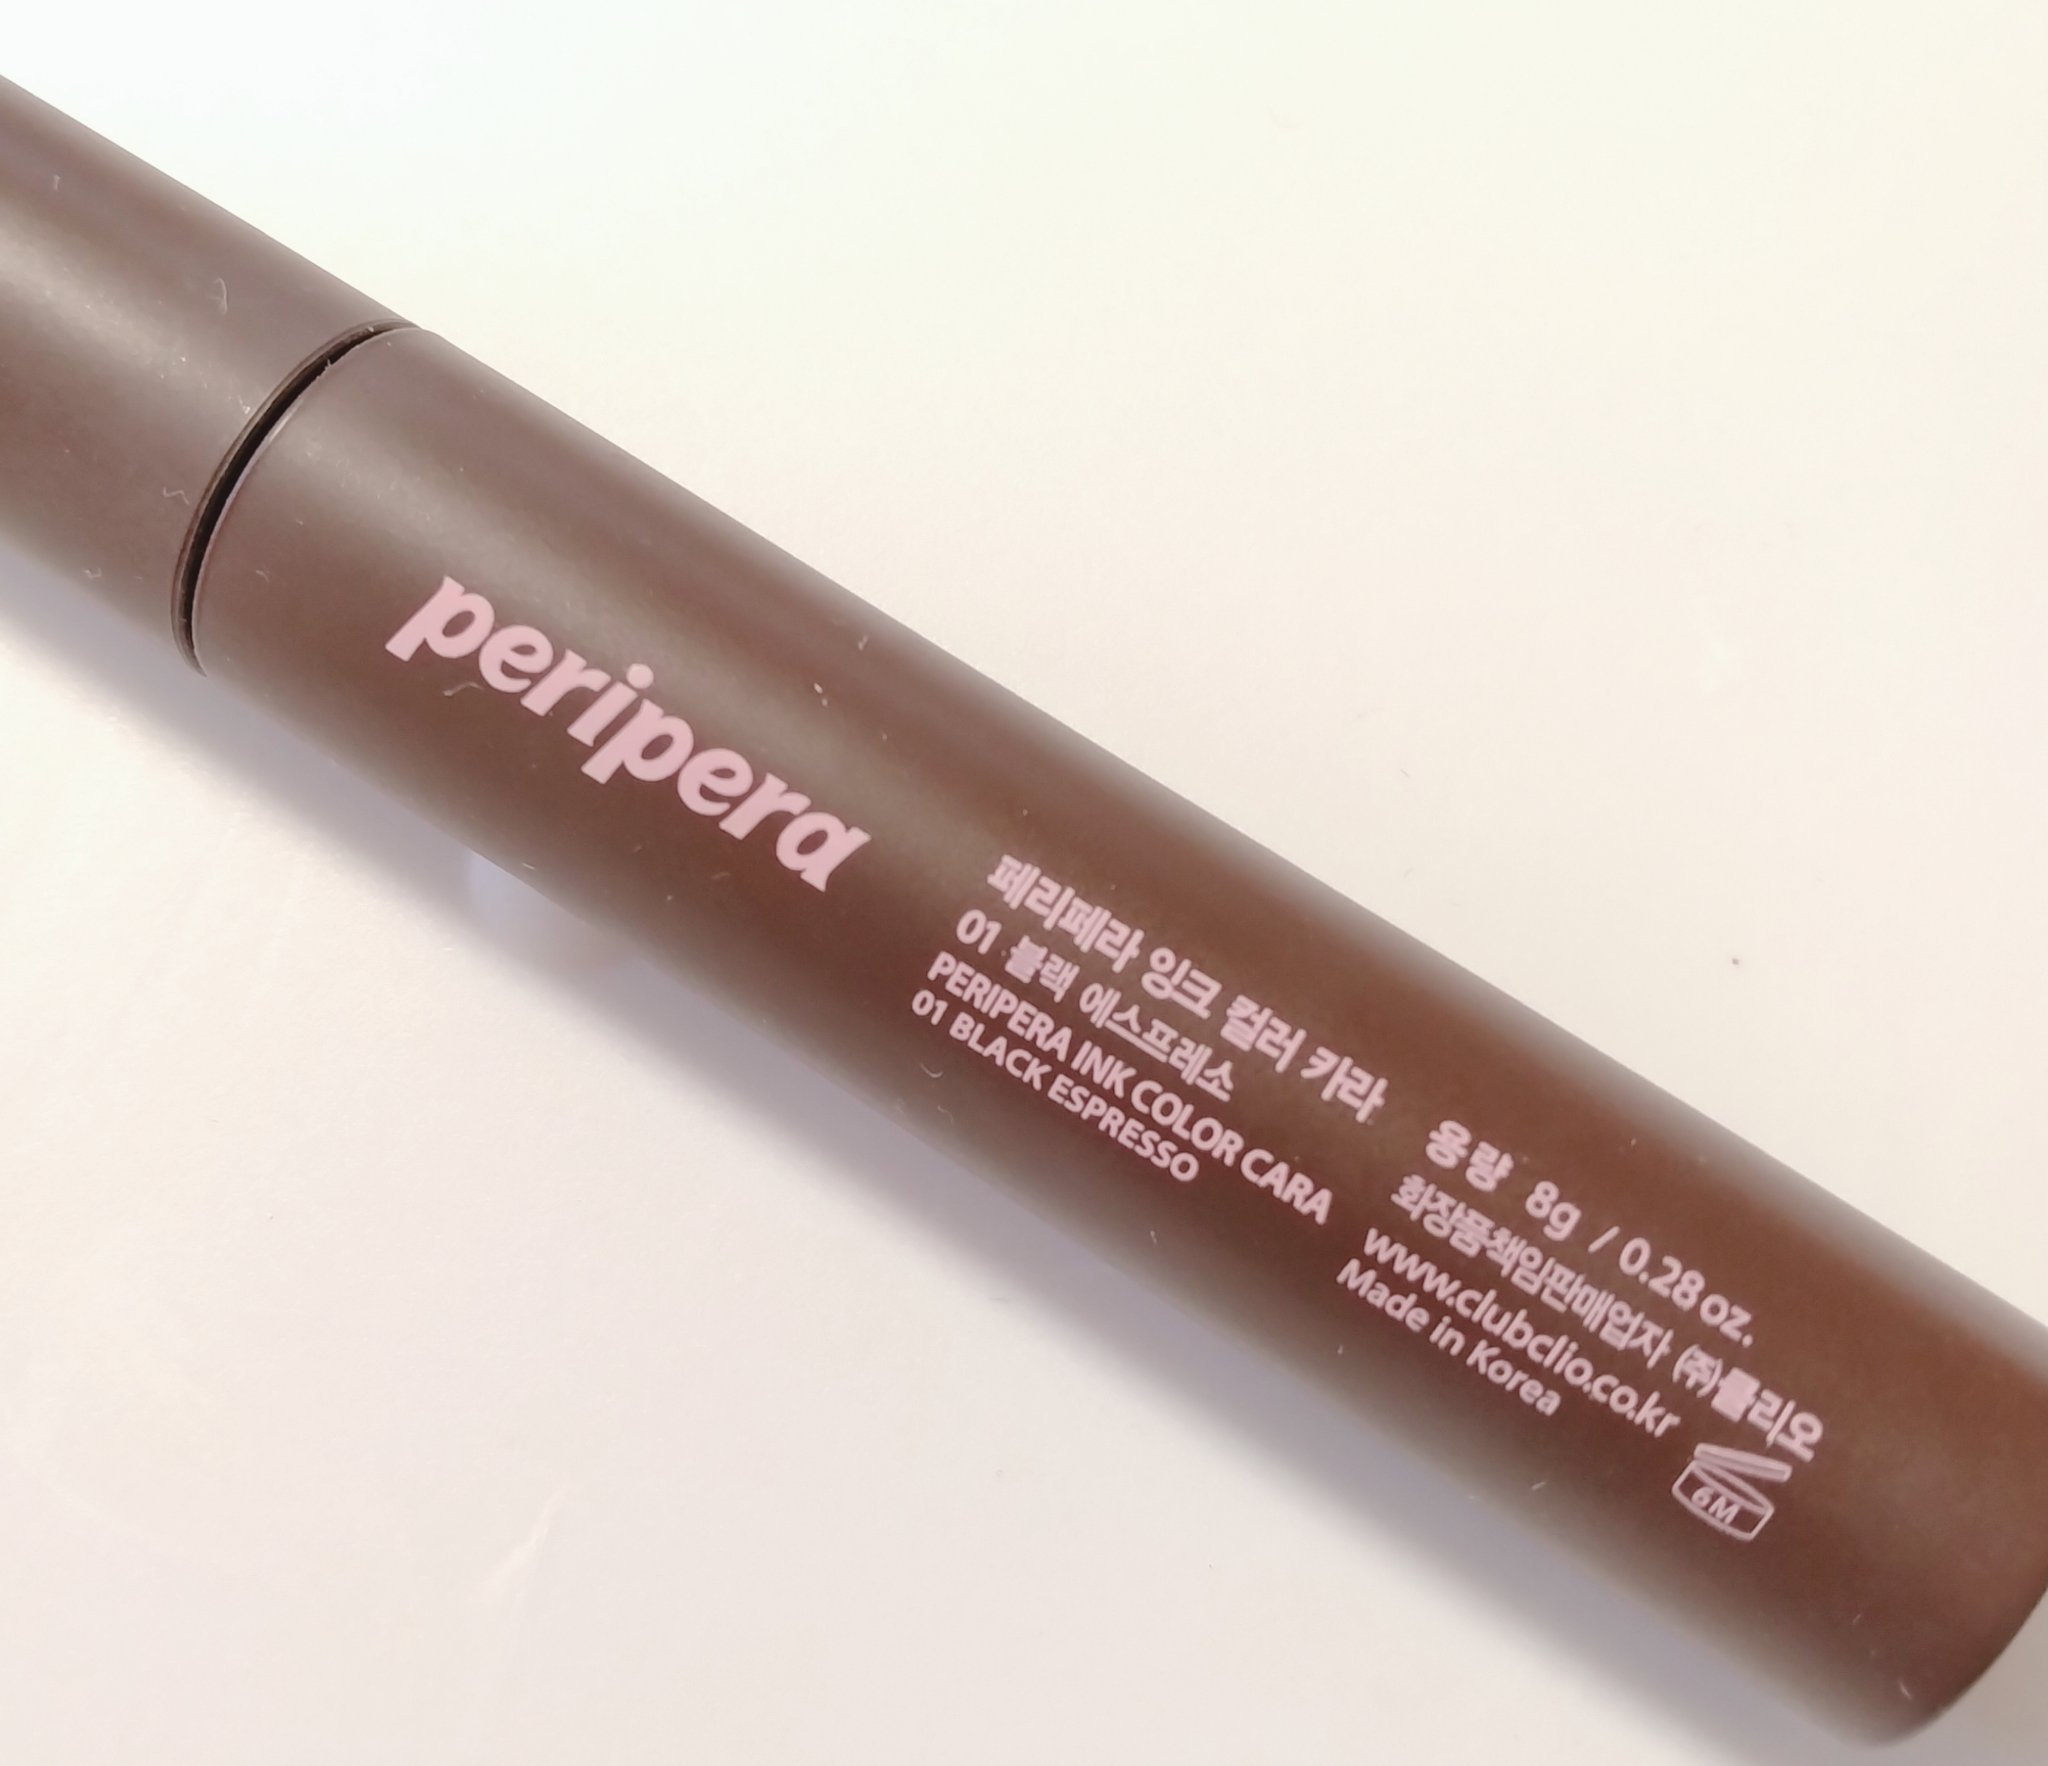 peripera
페리페라 잉크 컬러 카라
01 블랙 에스프레소
PERIPERA INK COLOR CARA
01 BLACK ESPRESSO
용량 8g / 0.28 oz.
화장품책임판매업자 (주)클리오
www.clubclio.co.kr
Made in Korea
6M